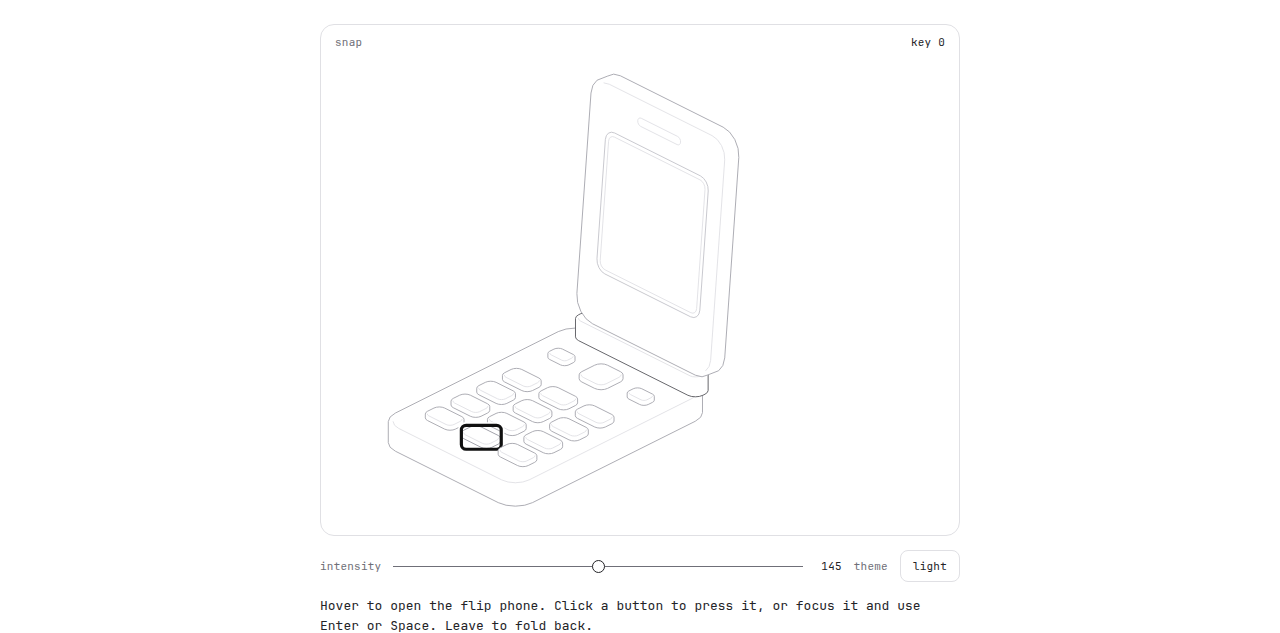 snap
key 0
intensity
145
theme
light
Hover to open the flip phone. Click a button to press it, or focus it and use
Enter or Space. Leave to fold back.